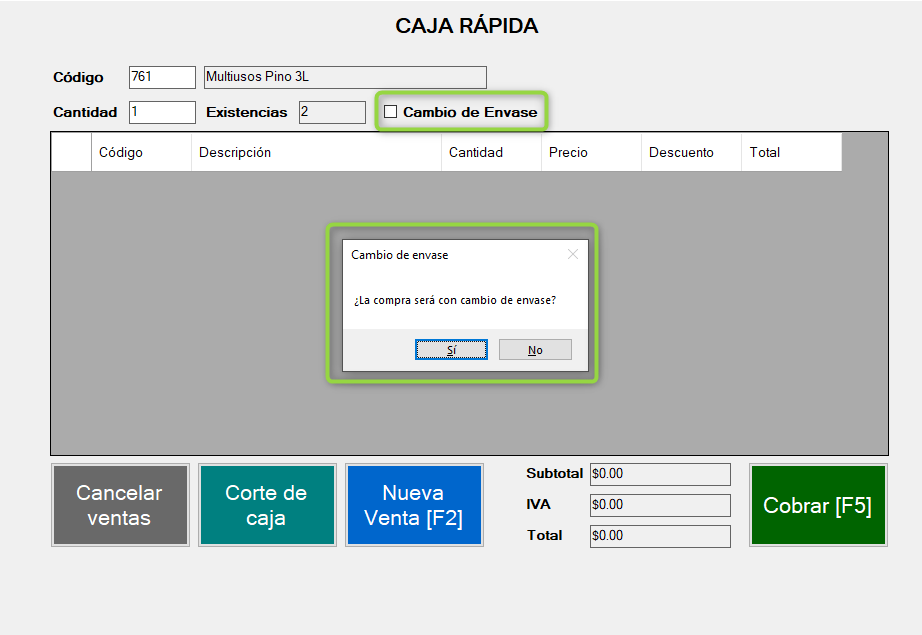 CAJA RÁPIDA
Código 761 Multiusos Pino 3L
Cantidad 1 Existencias 2 Cambio de Envase
Código Descripción Cantidad Precio Descuento Total
Cambio de envase
¿La compra será con cambio de envase?
Sí No
Cancelar
ventas
Corte de
caja
Nueva
Venta [F2]
Subtotal $0.00
IVA $0.00
Total $0.00
Cobrar [F5]